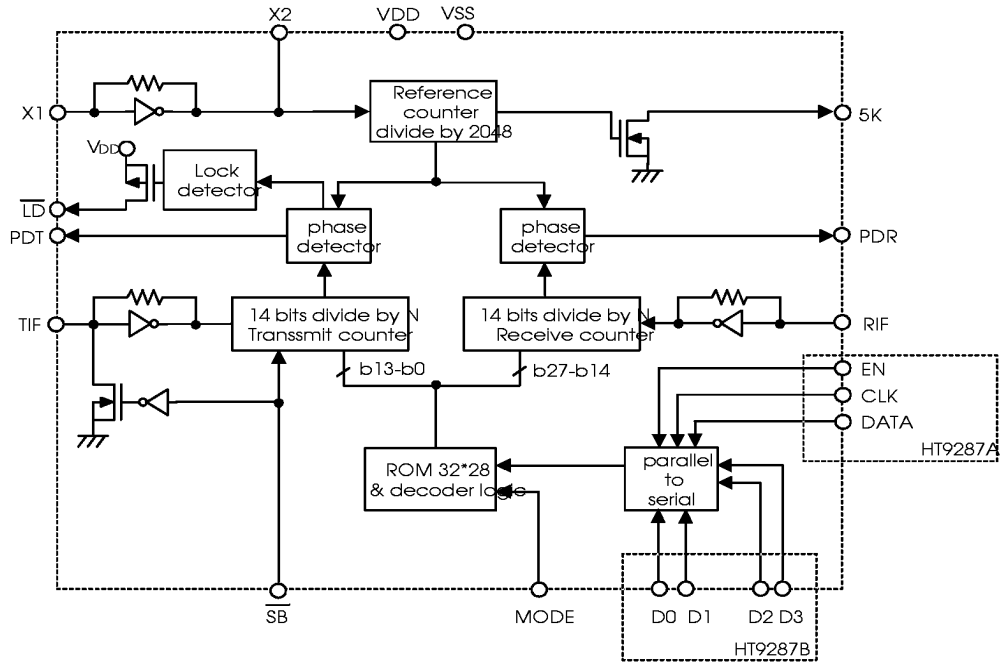 X2
VDD
VSS
X1
Reference
counter
divide by 2048
5K
VDD
Lock
detector
LD
PDT
phase
detector
phase
detector
PDR
TIF
14 bits divide by N
Transsmit counter
14 bits divide by N
Receive counter
RIF
b13-b0
b27-b14
EN
CLK
DATA
HT9287A
ROM 32*28
& decoder logic
parallel
to
serial
SB
MODE
D0 D1 D2 D3
HT9287B